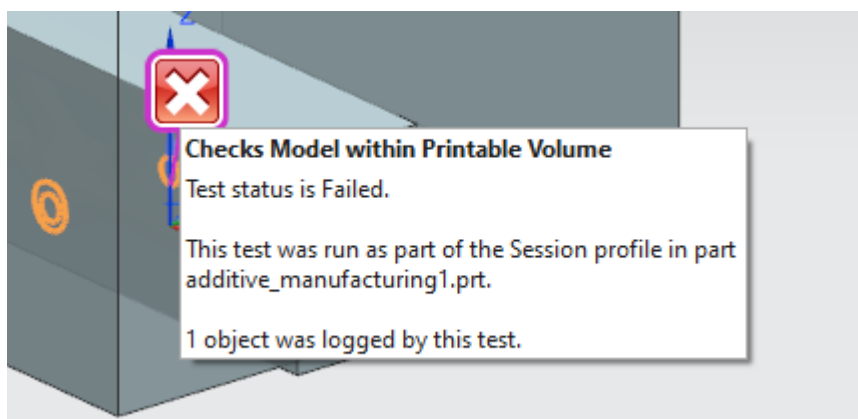 Z
Checks Model within Printable Volume
Test status is Failed.
This test was run as part of the Session profile in part
additive_manufacturing1.prt.
1 object was logged by this test.